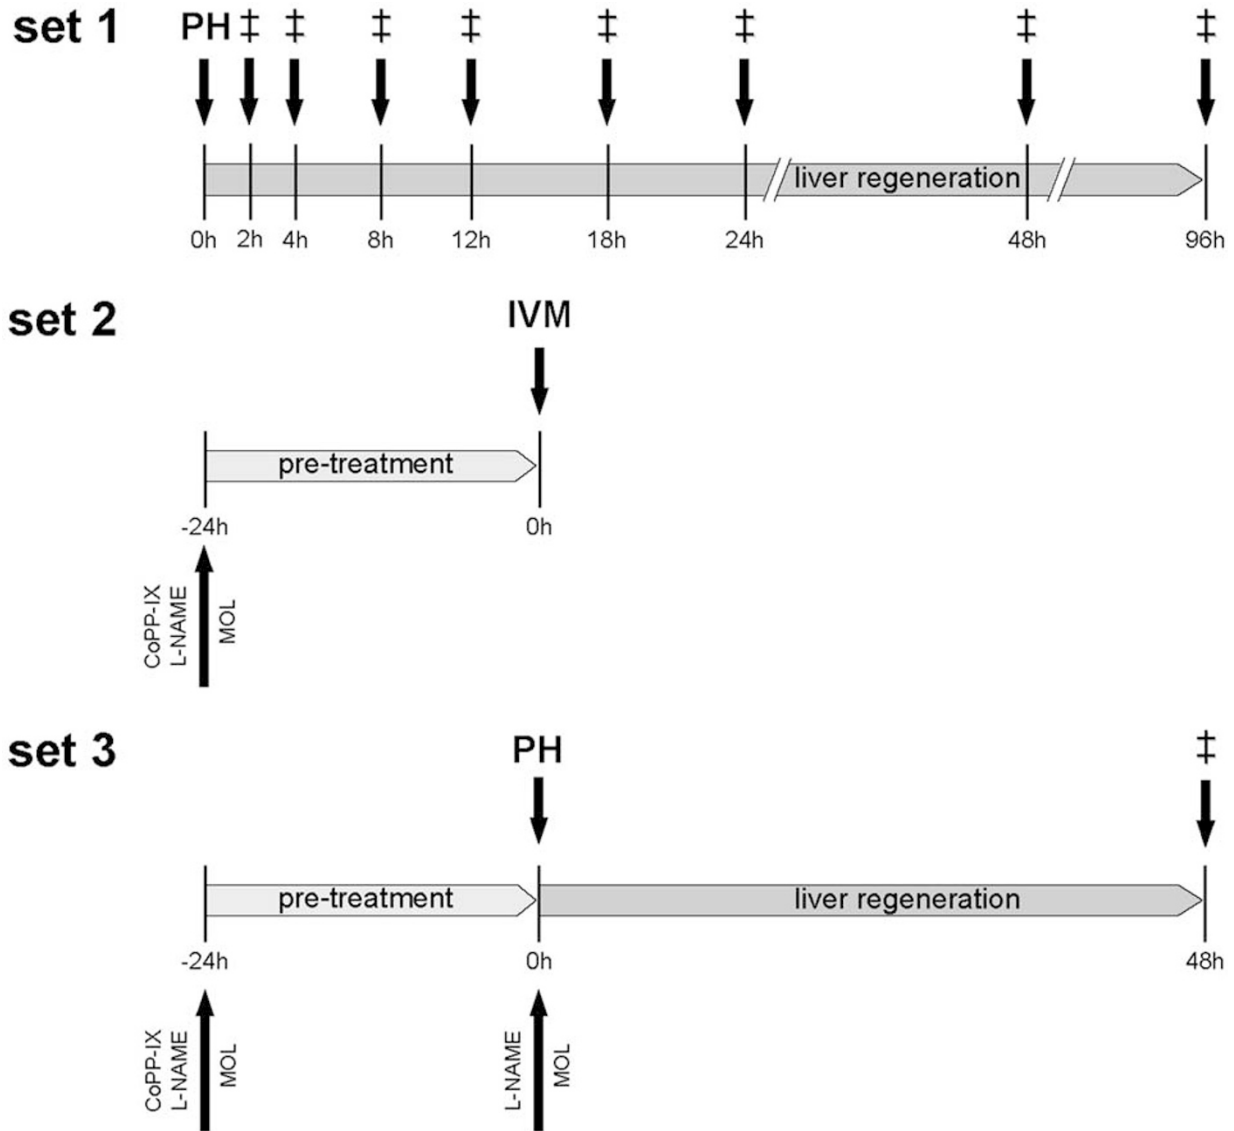 set 1
PH ‡ ‡ ‡ ‡ ‡ ‡ ‡ ‡
liver regeneration
0h 2h 4h 8h 12h 18h 24h 48h 96h
set 2
IVM
pre-treatment
-24h 0h
CoPP-IX
L-NAME
MOL
set 3
PH ‡
pre-treatment liver regeneration
-24h 0h 48h
CoPP-IX
L-NAME
MOL
L-NAME
MOL